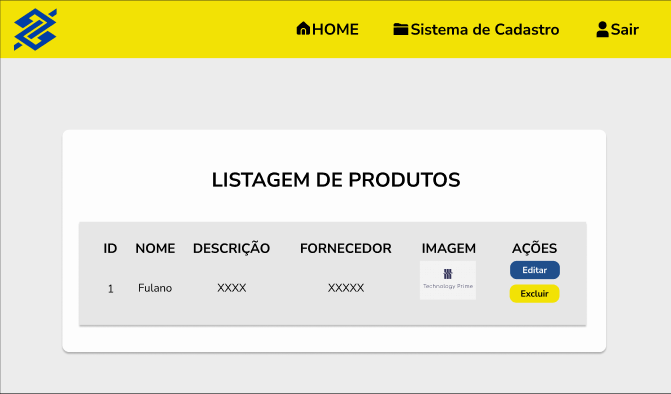 HOME Sistema de Cadastro Sair
LISTAGEM DE PRODUTOS
ID NOME DESCRIÇÃO FORNECEDOR IMAGEM AÇÕES
1 Fulano XXXX XXXXX Technology Prime Editar
Excluir